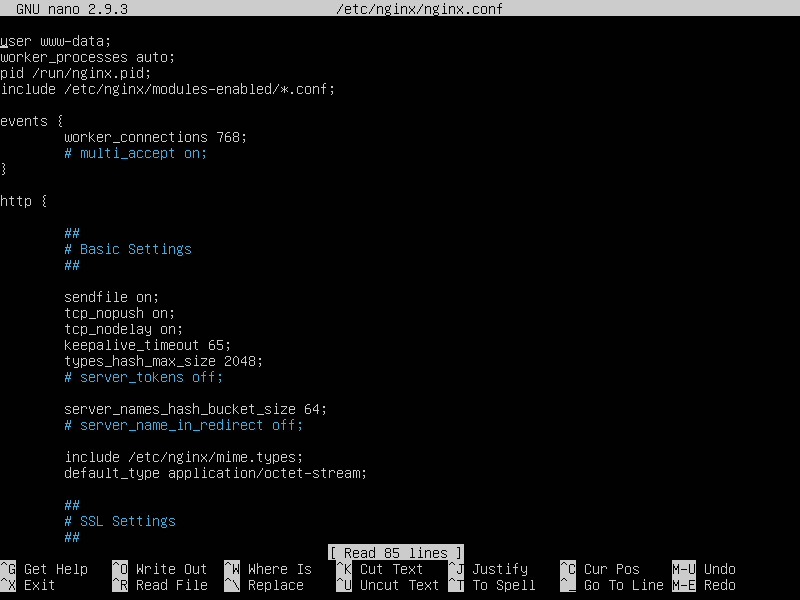 GNU nano 2.9.3 /etc/nginx/nginx.conf
user www-data;
worker_processes auto;
pid /run/nginx.pid;
include /etc/nginx/modules-enabled/*.conf;
events {
worker_connections 768;
# multi_accept on;
}
http {
##
# Basic Settings
##
sendfile on;
tcp_nopush on;
tcp_nodelay on;
keepalive_timeout 65;
types_hash_max_size 2048;
# server_tokens off;
server_names_hash_bucket_size 64;
# server_name_in_redirect off;
include /etc/nginx/mime.types;
default_type application/octet-stream;
##
# SSL Settings
##
[ Read 85 lines ]
^G Get Help ^O Write Out ^W Where Is ^K Cut Text ^J Justify ^C Cur Pos M-U Undo
^X Exit ^R Read File ^\ Replace ^U Uncut Text ^T To Spell ^_ Go To Line M-E Redo